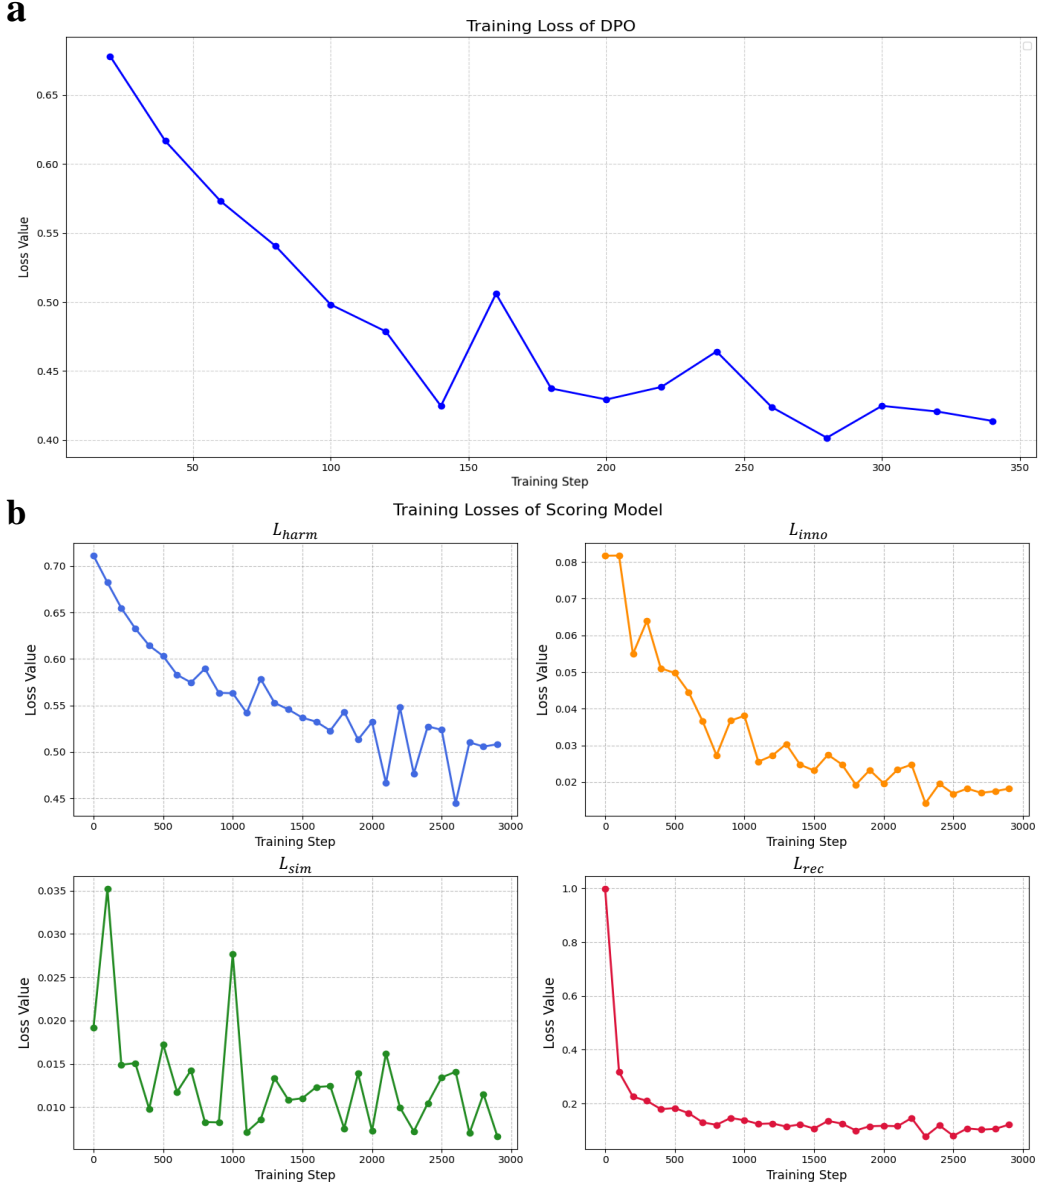 a
Training Loss of DPO
0.65
0.60
0.55
0.50
0.45
0.40
Loss Value
50 100 150 200 250 300 350
Training Step
b
Training Losses of Scoring Model
L_harm
0.70
0.65
0.60
0.55
0.50
0.45
Loss Value
0 500 1000 1500 2000 2500 3000
Training Step
L_inno
0.08
0.07
0.06
0.05
0.04
0.03
0.02
Loss Value
0 500 1000 1500 2000 2500 3000
Training Step
L_sim
0.035
0.030
0.025
0.020
0.015
0.010
Loss Value
0 500 1000 1500 2000 2500 3000
Training Step
L_rec
1.0
0.8
0.6
0.4
0.2
Loss Value
0 500 1000 1500 2000 2500 3000
Training Step